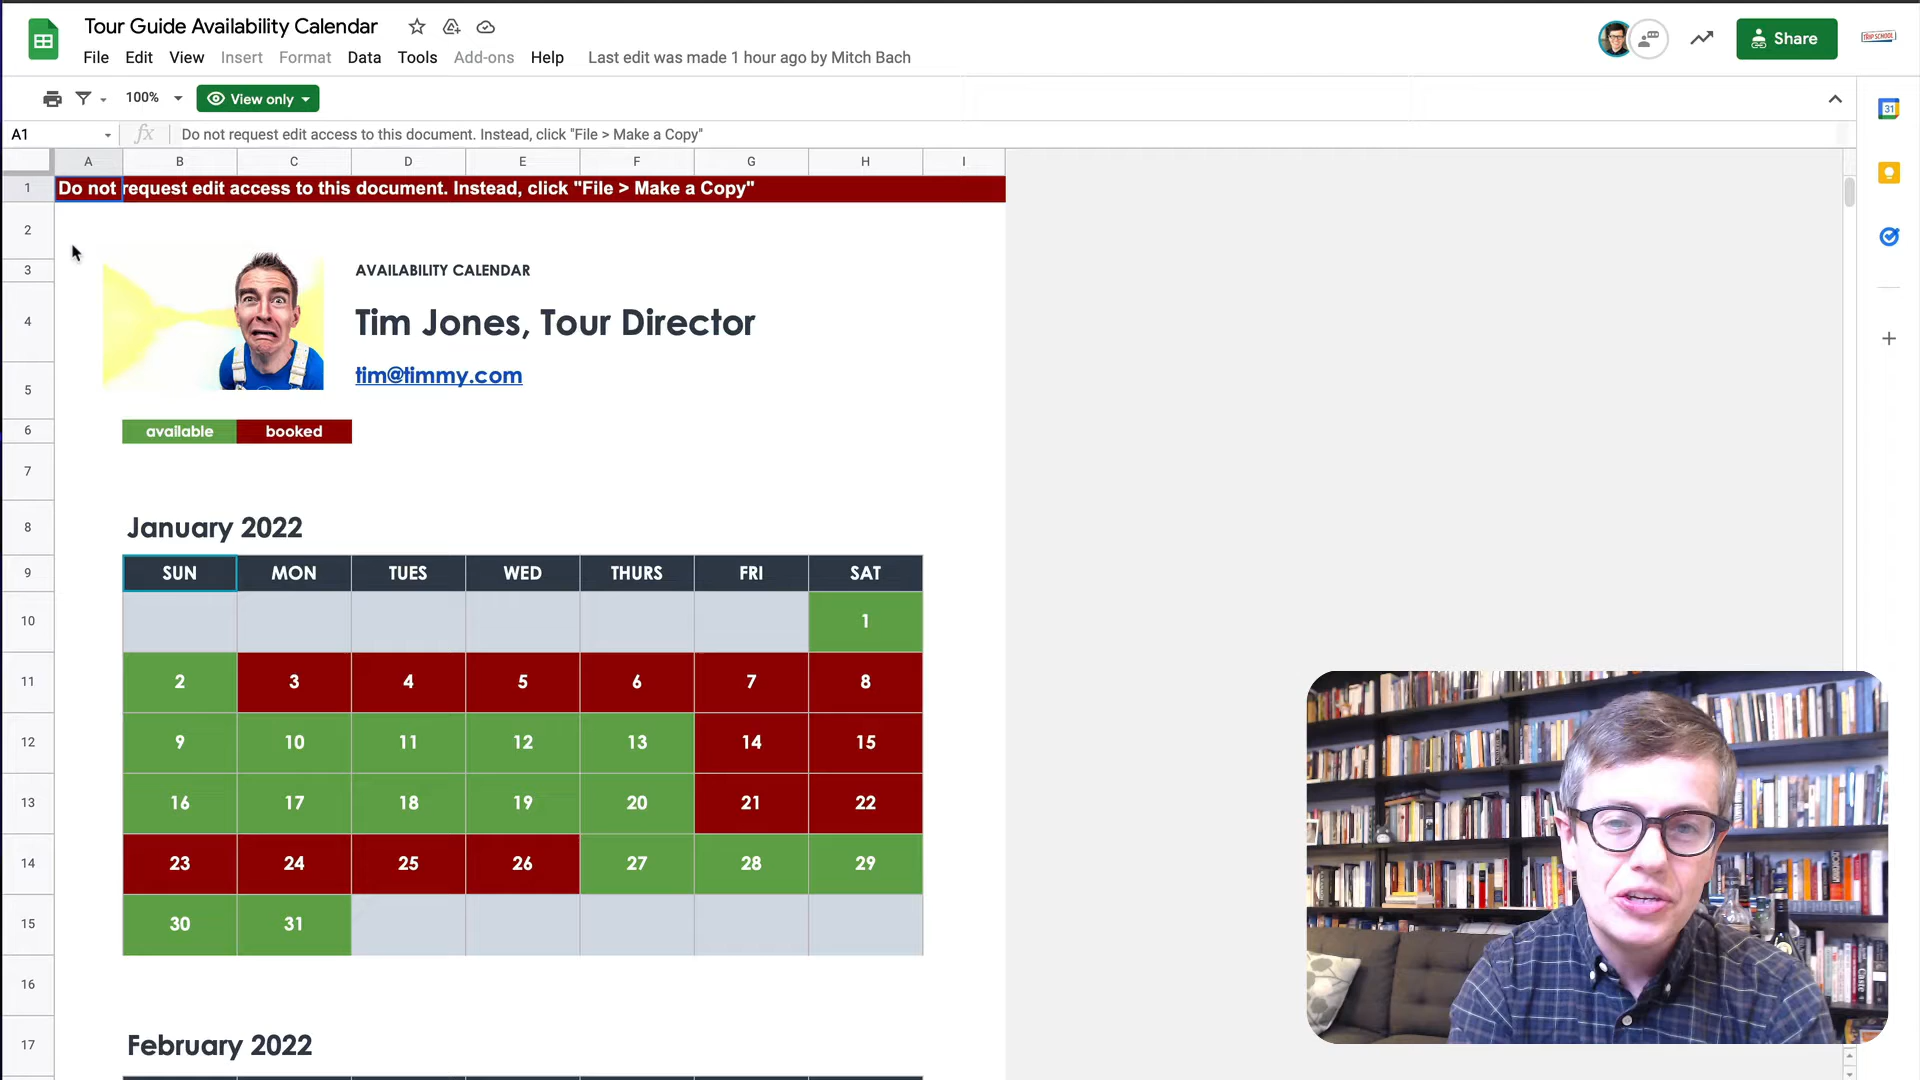 Tour Guide Availability Calendar
File Edit View Insert Format Data Tools Add-ons Help Last edit was made 1 hour ago by Mitch Bach
Share
TRIP SCHOOL
100% View only
31
A1 fx Do not request edit access to this document. Instead, click "File > Make a Copy"
A B C D E F G H I
1 Do not request edit access to this document. Instead, click "File > Make a Copy"
2
3 AVAILABILITY CALENDAR
4 Tim Jones, Tour Director
5 tim@timmy.com
6 available booked
7
8 January 2022
9 SUN MON TUES WED THURS FRI SAT
10 1
11 2 3 4 5 6 7 8
12 9 10 11 12 13 14 15
13 16 17 18 19 20 21 22
14 23 24 25 26 27 28 29
15 30 31
16
17 February 2022